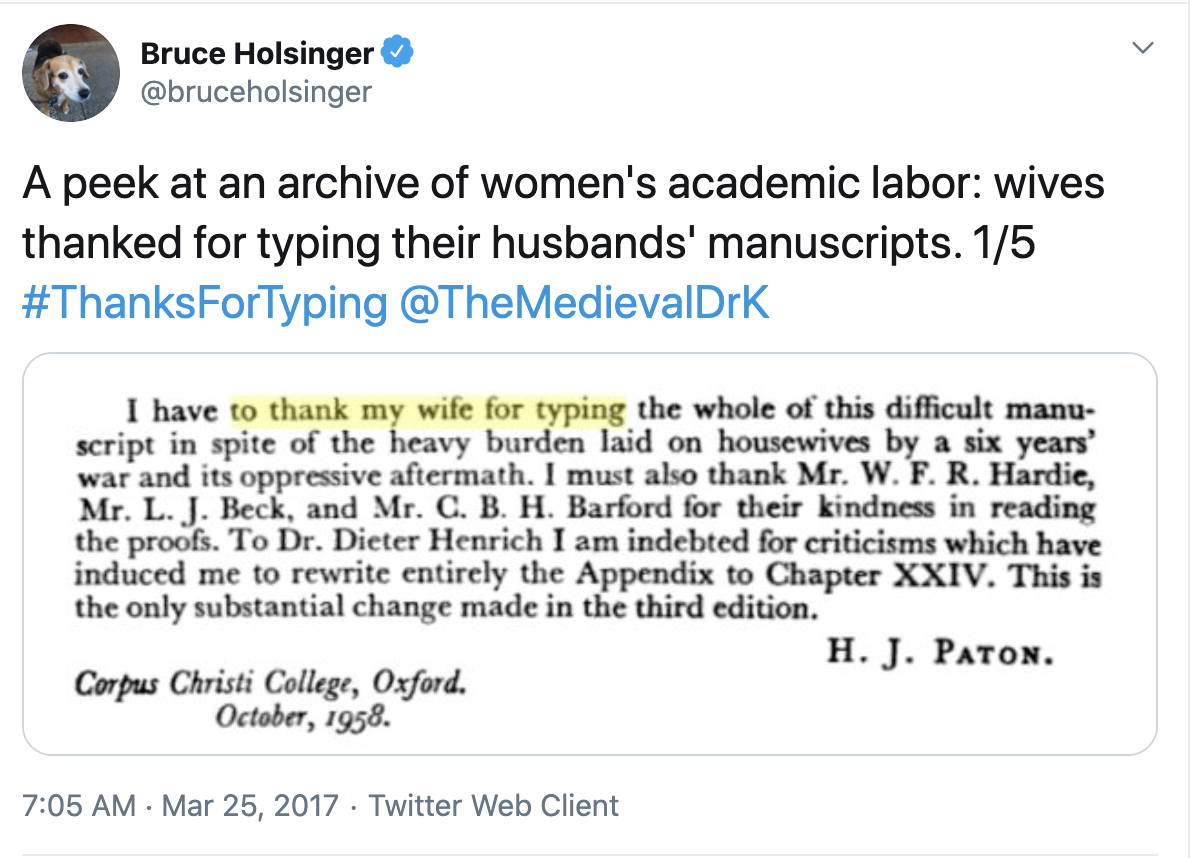 Bruce Holsinger
@bruceholsinger
A peek at an archive of women's academic labor: wives
thanked for typing their husbands' manuscripts. 1/5
#ThanksForTyping @TheMedievalDrK
I have to thank my wife for typing the whole of this difficult manu-
script in spite of the heavy burden laid on housewives by a six years'
war and its oppressive aftermath. I must also thank Mr. W. F. R. Hardie,
Mr. L. J. Beck, and Mr. C. B. H. Barford for their kindness in reading
the proofs. To Dr. Dieter Henrich I am indebted for criticisms which have
induced me to rewrite entirely the Appendix to Chapter XXIV. This is
the only substantial change made in the third edition.
H. J. PATON.
Corpus Christi College, Oxford.
October, 1958.
7:05 AM · Mar 25, 2017 · Twitter Web Client